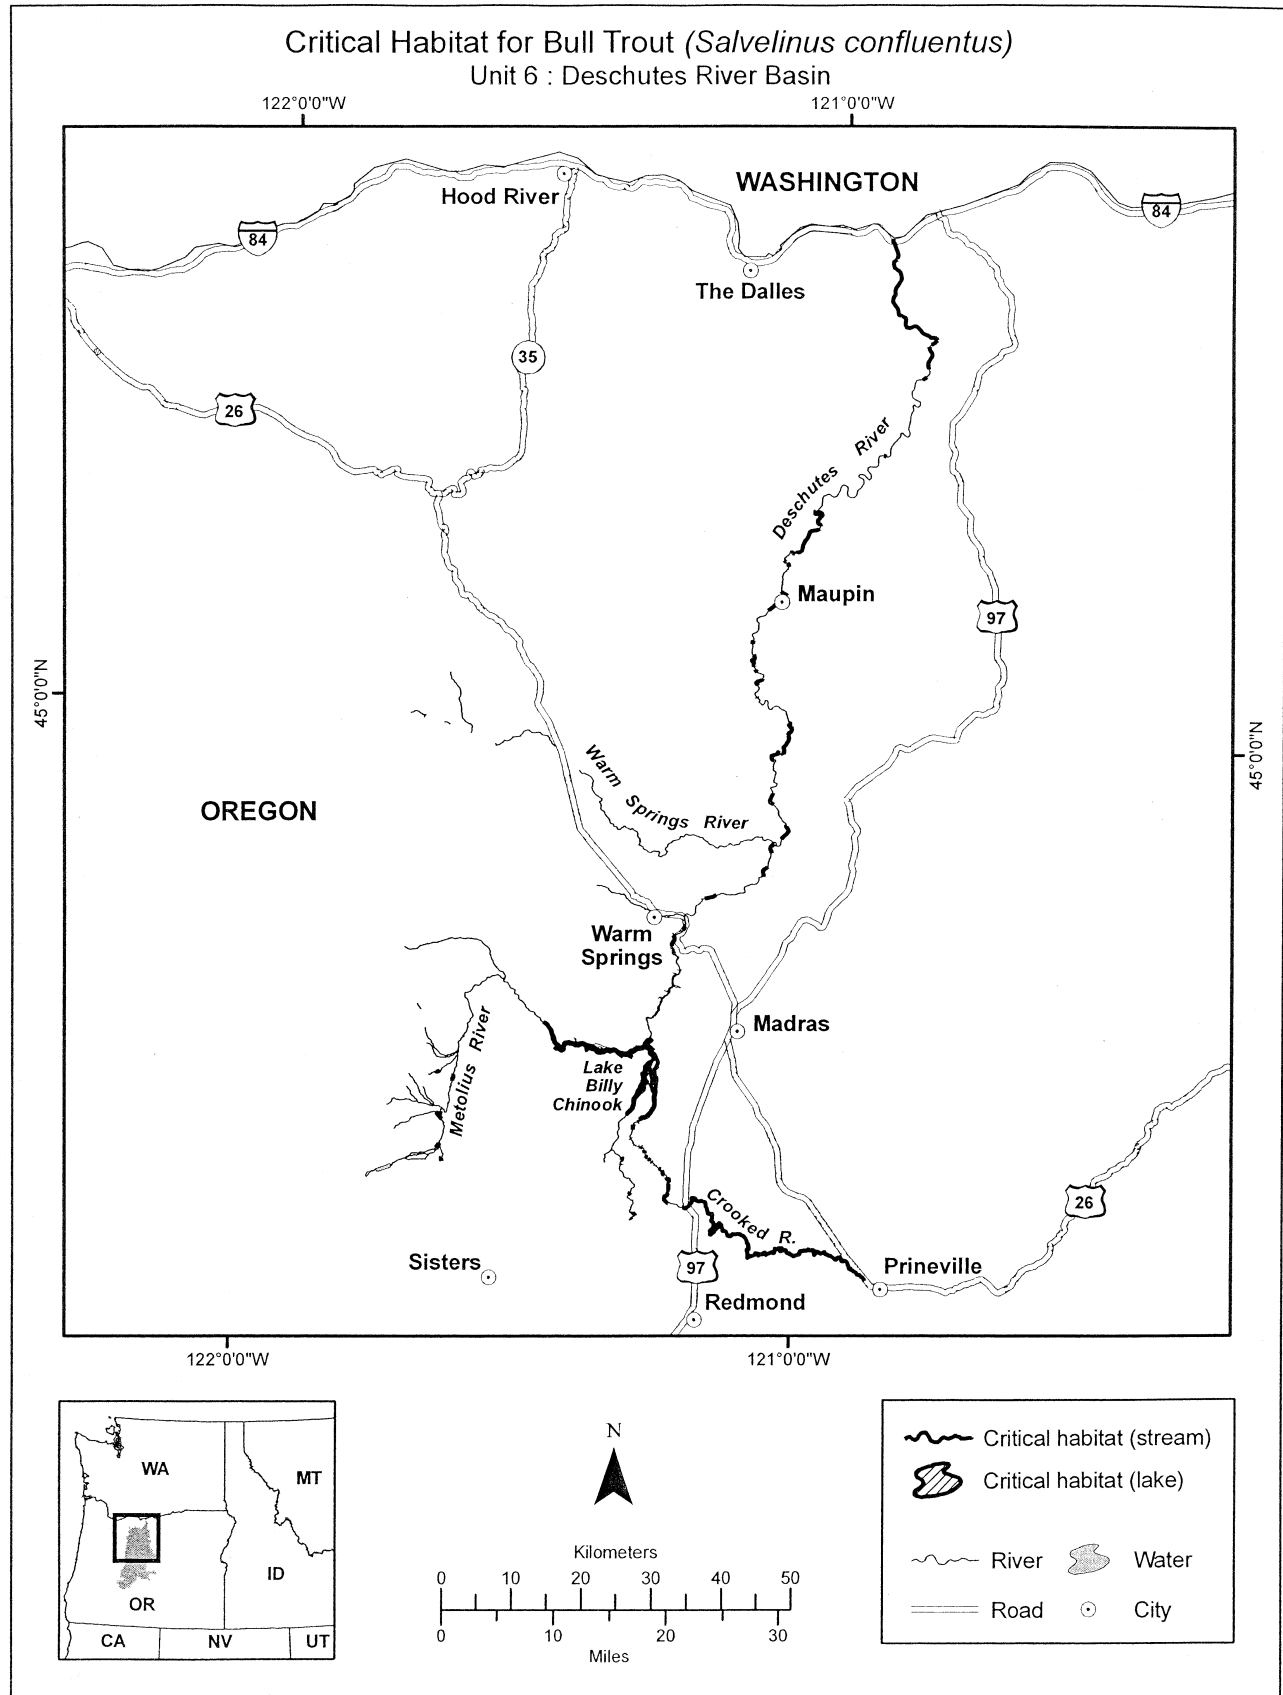 Critical Habitat for Bull Trout (Salvelinus confluentus)
Unit 6 : Deschutes River Basin
122°0'0"W
121°0'0"W
WASHINGTON
Hood River
84
84
The Dalles
35
26
Deschutes River
Maupin
97
45°0'0"N
45°0'0"N
Warm Springs River
OREGON
Warm
Springs
Madras
Metolius River
Lake
Billy
Chinook
Crooked R.
26
Sisters
97
Prineville
Redmond
122°0'0"W
121°0'0"W
WA
MT
ID
OR
CA
NV
UT
N
Kilometers
0 10 20 30 40 50
0 10 20 30
Miles
Critical habitat (stream)
Critical habitat (lake)
River
Water
Road
City